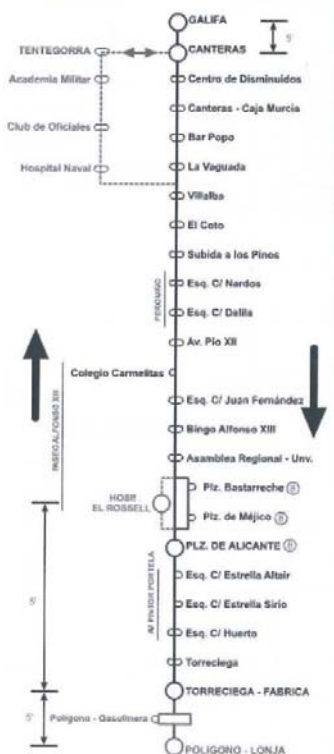 GALIFA
5'
TENTEGORRA
CANTERAS
Academia Militar
Centro de Disminuidos
Canteras - Caja Murcia
Club de Oficiales
Bar Popo
Hospital Naval
La Vaguada
Villalba
El Coto
Subida a los Pinos
PERONIÑO
Esq. C/ Nardos
Esq. C/ Dalila
Av. Pio XII
Colegio Carmelitas
PASEO ALFONSO XIII
Esq. C/ Juan Fernández
Bingo Alfonso XIII
Asamblea Regional - Unv.
HOSP. EL ROSSELL
Plz. Bastarreche B
Plz. de Méjico B
PLZ. DE ALICANTE B
A/ PINTOR PORTELA
Esq. C/ Estrella Altair
Esq. C/ Estrella Sirio
5'
Esq. C/ Huerto
Torreciega
TORRECIEGA - FABRICA
5'
Poligono - Gasolinera
POLIGONO - LONJA